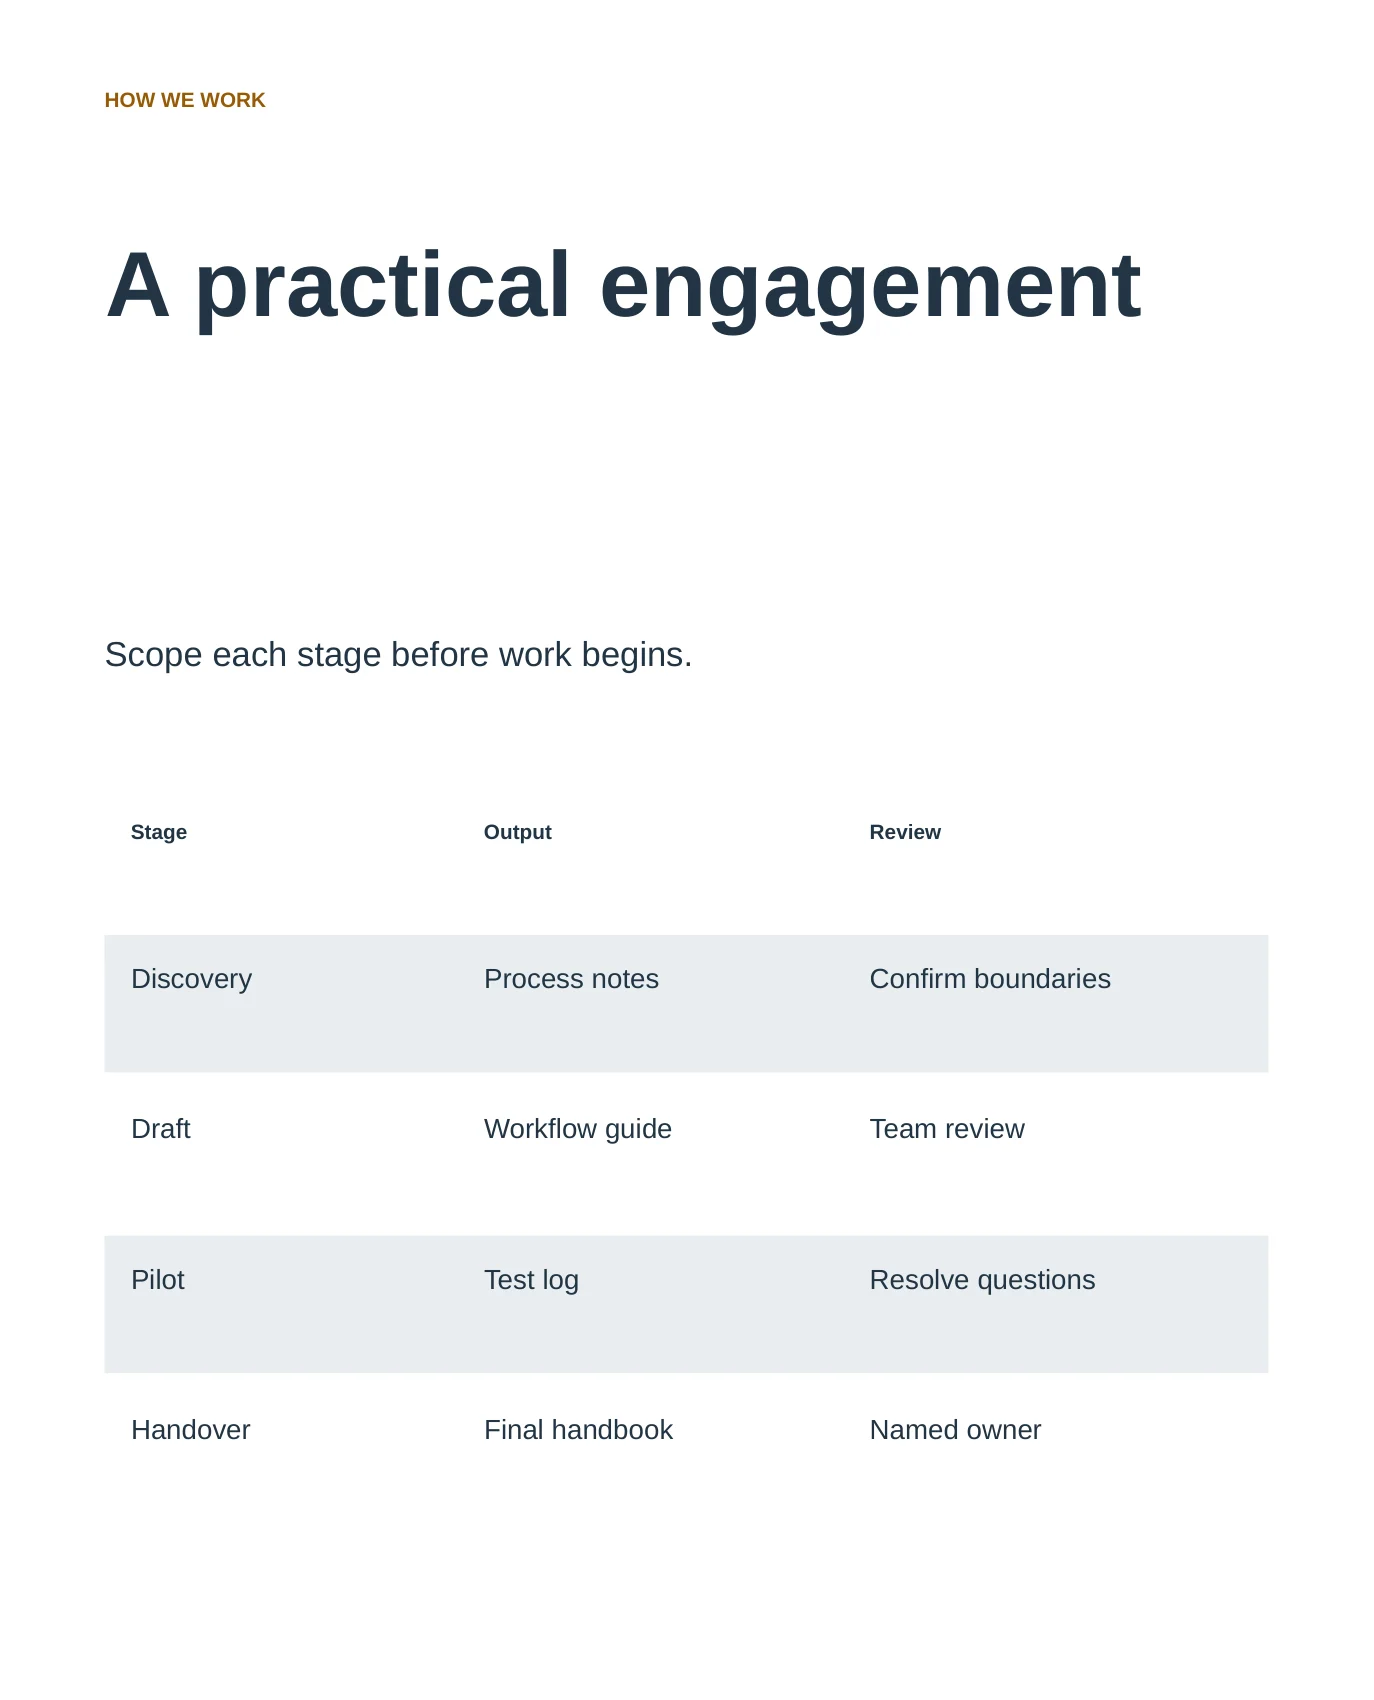 HOW WE WORK
A practical engagement
Scope each stage before work begins.
Stage Output Review
Discovery Process notes Confirm boundaries
Draft Workflow guide Team review
Pilot Test log Resolve questions
Handover Final handbook Named owner